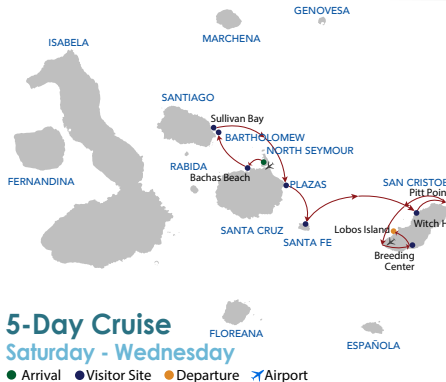 GENOVESA
MARCHENA
ISABELA
SANTIAGO
Sullivan Bay
BARTHOLOMEW
NORTH SEYMOUR
RABIDA
Bachas Beach
FERNANDINA
PLAZAS
SAN CRISTOB
Pitt Poin
Witch H
Lobos Island
SANTA CRUZ
SANTA FE
Breeding
Center
5-Day Cruise
Saturday - Wednesday
FLOREANA
ESPAÑOLA
Arrival Visitor Site Departure Airport